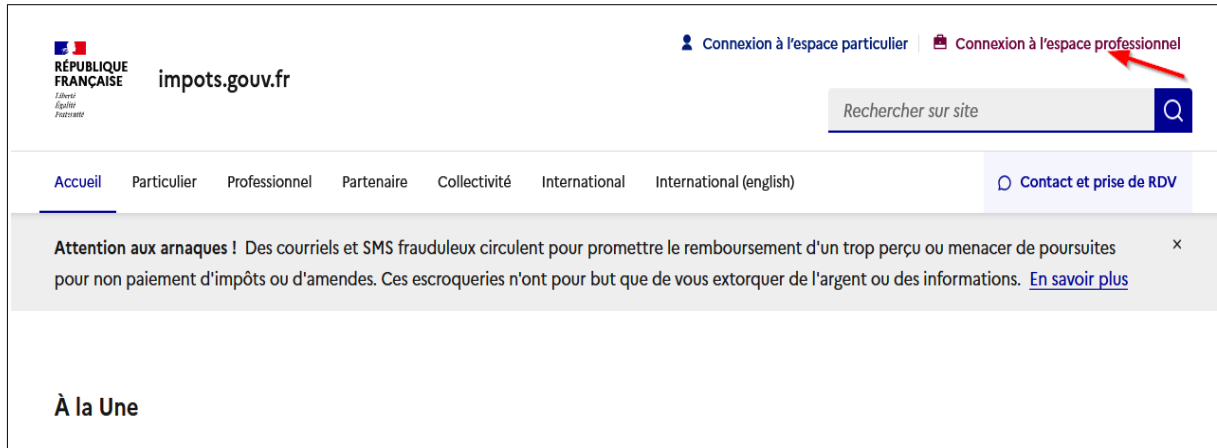 Connexion à l'espace particulier
Connexion à l'espace professionnel
RÉPUBLIQUE
FRANÇAISE
Liberté
Égalité
Fraternité
impots.gouv.fr
Rechercher sur site
Accueil Particulier Professionnel Partenaire Collectivité International International (english) Contact et prise de RDV
Attention aux arnaques ! Des courriels et SMS frauduleux circulent pour promettre le remboursement d'un trop perçu ou menacer de poursuites
pour non paiement d'impôts ou d'amendes. Ces escroqueries n'ont pour but que de vous extorquer de l'argent ou des informations. En savoir plus
À la Une